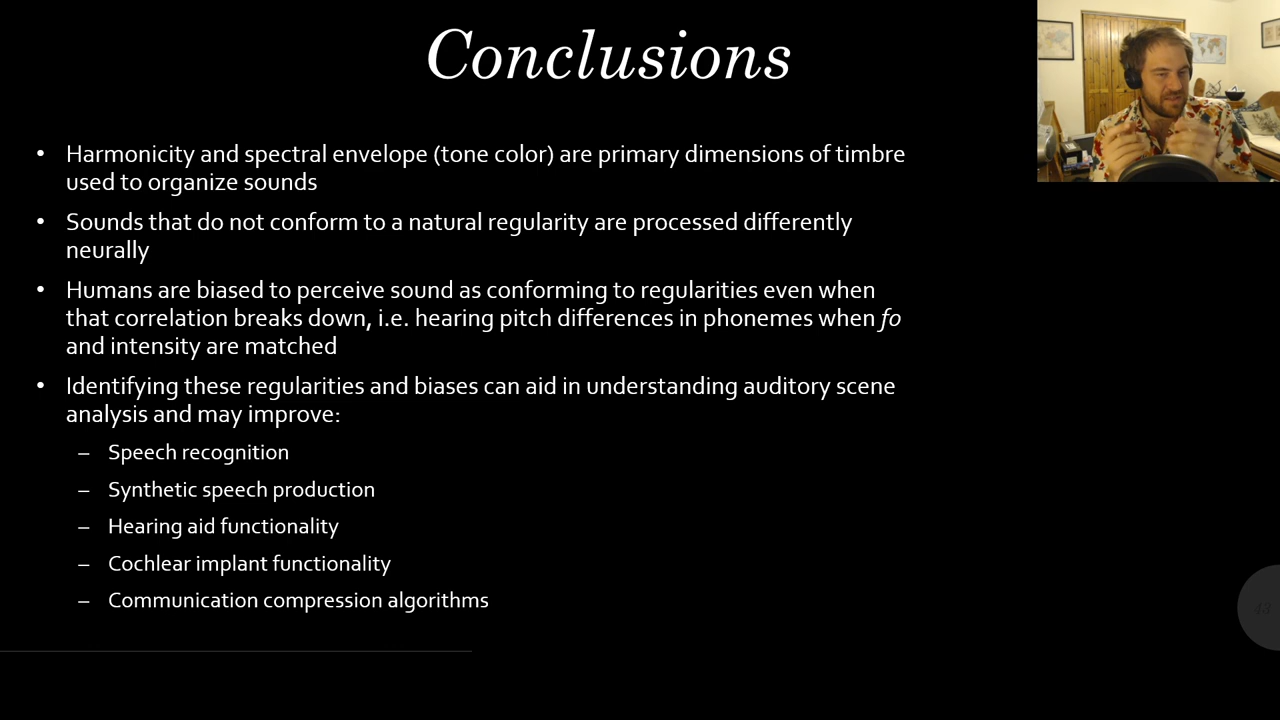 Conclusions
• Harmonicity and spectral envelope (tone color) are primary dimensions of timbre
used to organize sounds
• Sounds that do not conform to a natural regularity are processed differently
neurally
• Humans are biased to perceive sound as conforming to regularities even when
that correlation breaks down, i.e. hearing pitch differences in phonemes when fo
and intensity are matched
• Identifying these regularities and biases can aid in understanding auditory scene
analysis and may improve:
– Speech recognition
– Synthetic speech production
– Hearing aid functionality
– Cochlear implant functionality
– Communication compression algorithms
43